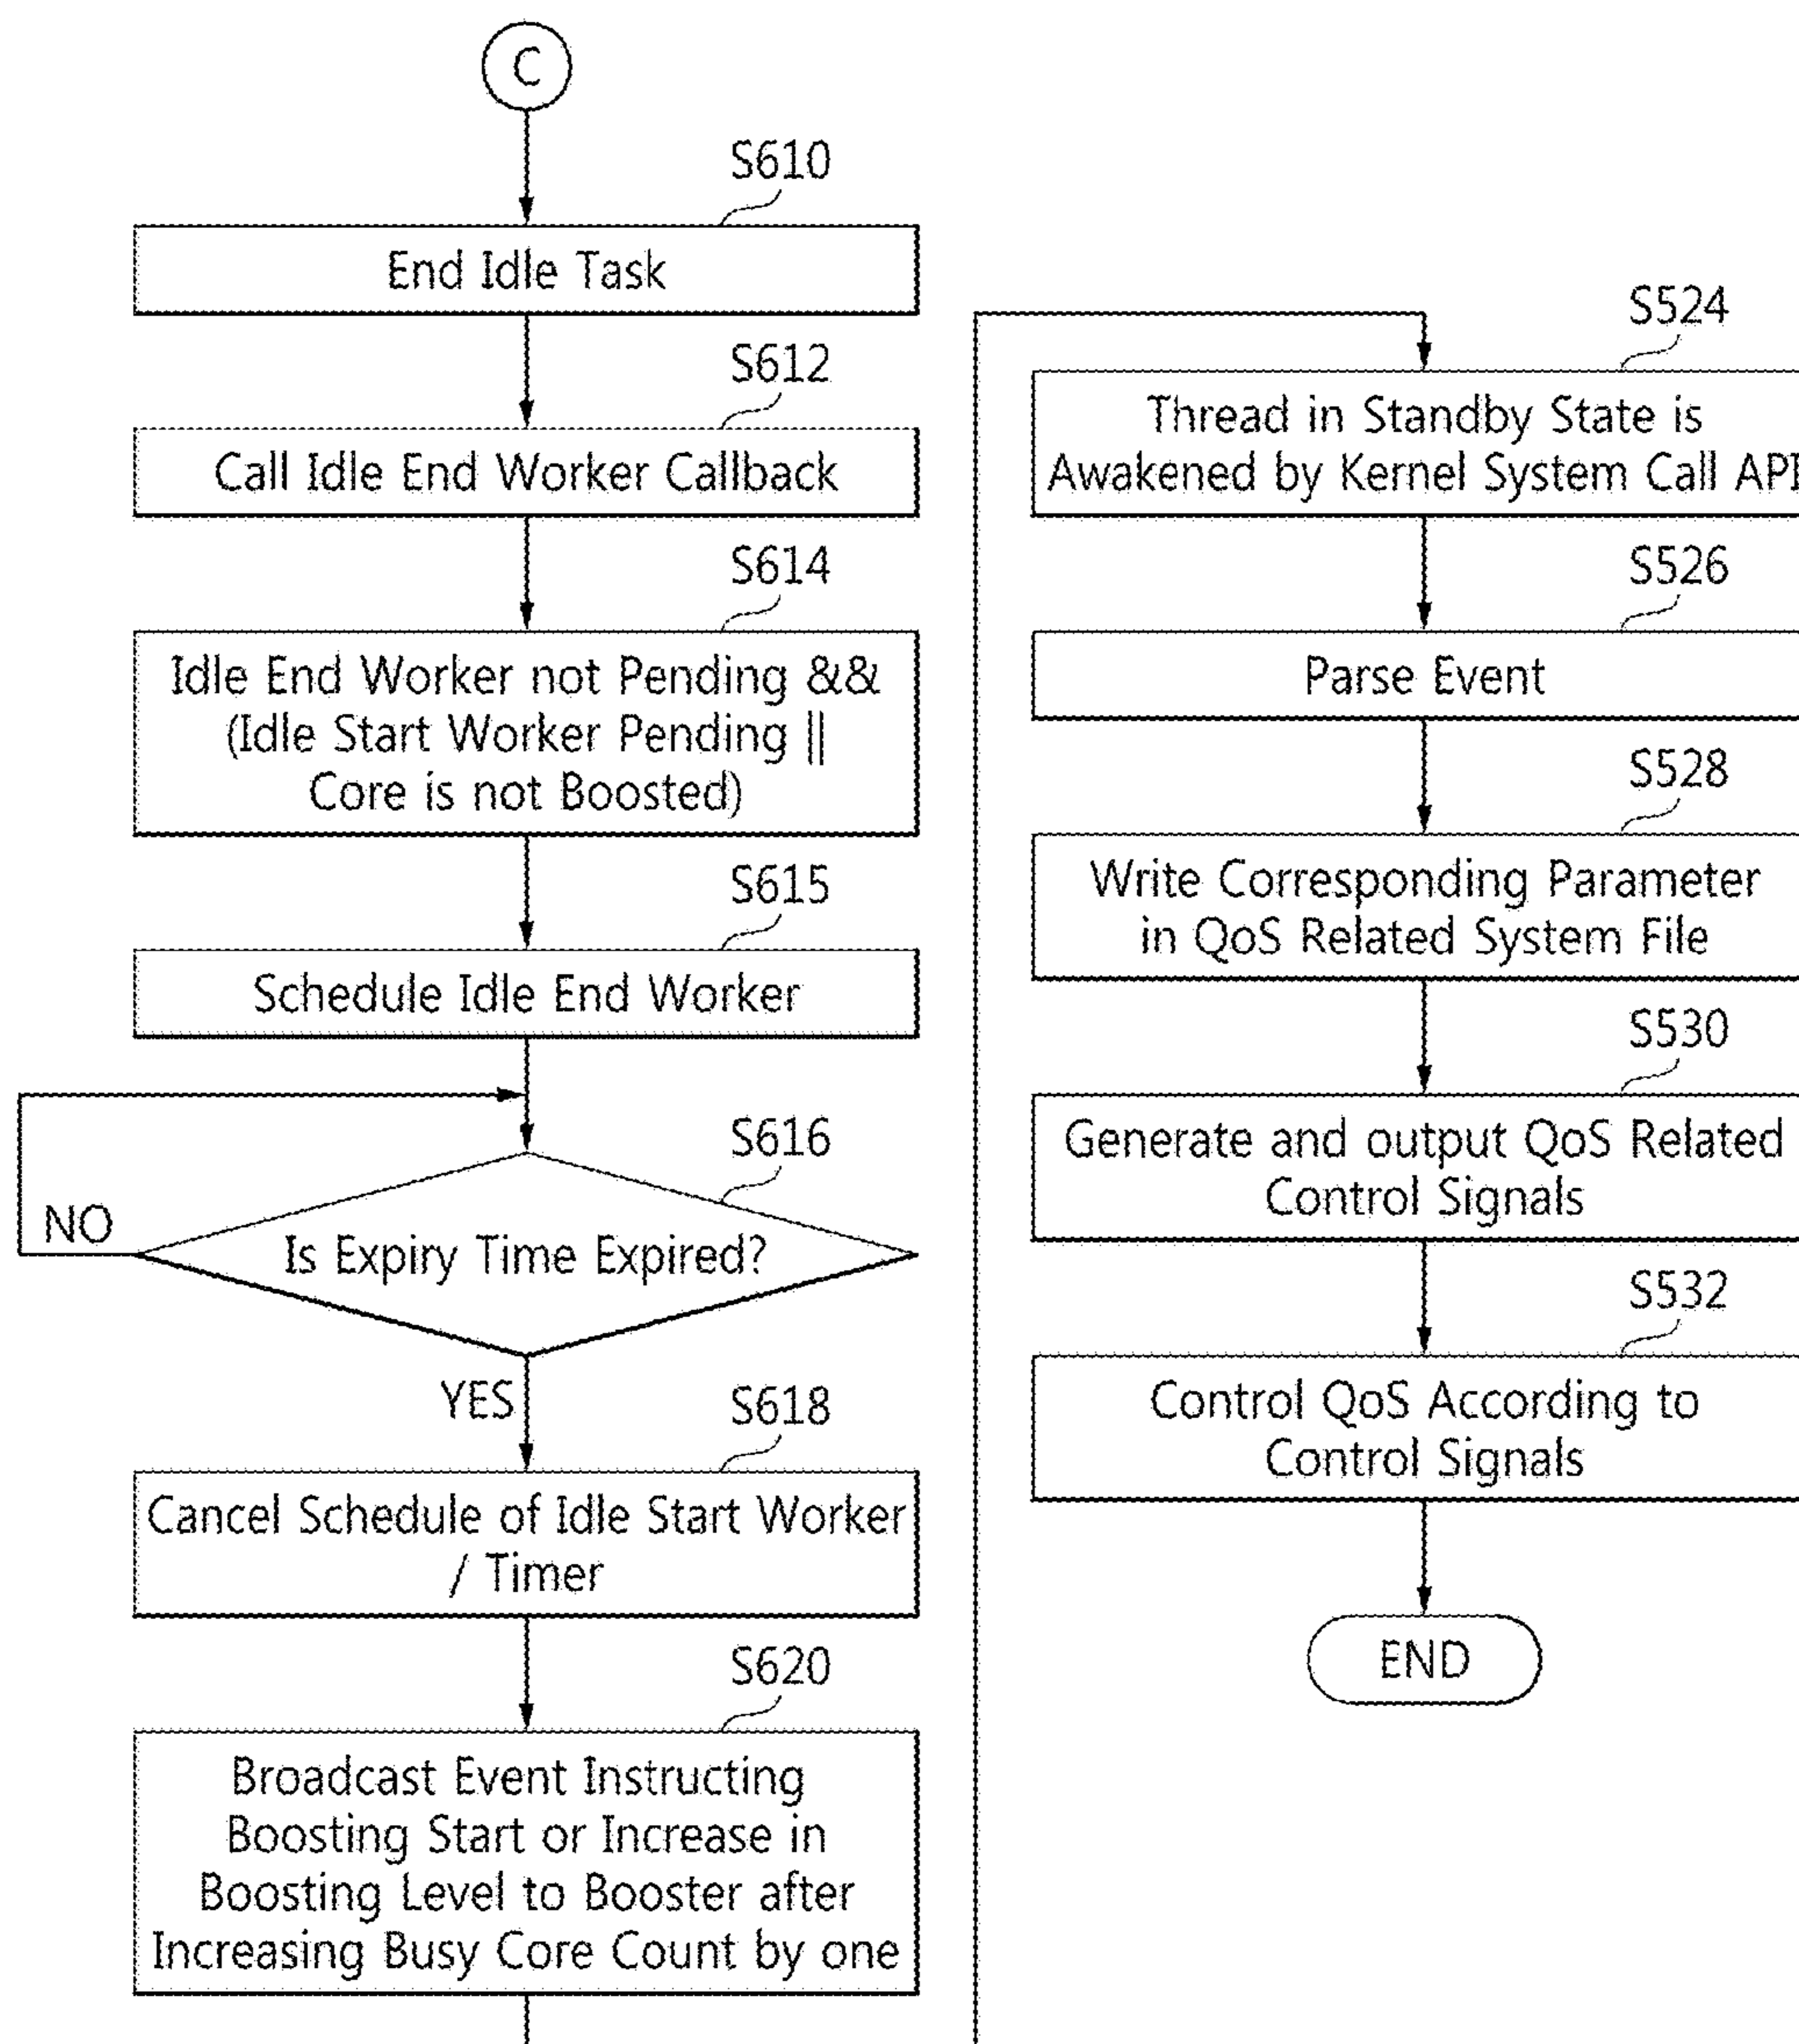 C
S610
End Idle Task
S612
Call Idle End Worker Callback
S614
Idle End Worker not Pending &&
(Idle Start Worker Pending ||
Core is not Boosted)
S615
Schedule Idle End Worker
S616
Is Expiry Time Expired?
NO
YES
S618
Cancel Schedule of Idle Start Worker
/ Timer
S620
Broadcast Event Instructing
Boosting Start or Increase in
Boosting Level to Booster after
Increasing Busy Core Count by one
S524
Thread in Standby State is
Awakened by Kernel System Call API
S526
Parse Event
S528
Write Corresponding Parameter
in QoS Related System File
S530
Generate and output QoS Related
Control Signals
S532
Control QoS According to
Control Signals
END